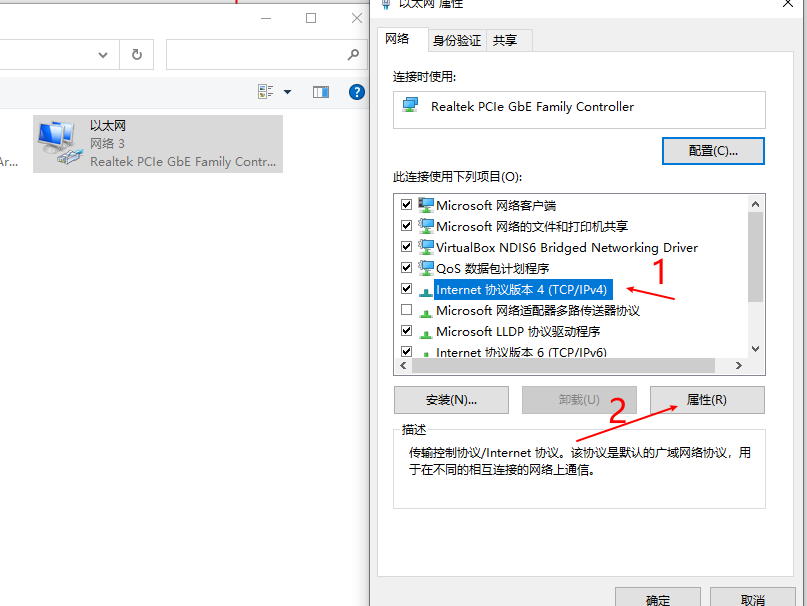 以太网
网络 3
Realtek PCIe GbE Family Contr...
Ar...
以太网 属性
网络
身份验证
共享
连接时使用:
Realtek PCIe GbE Family Controller
配置(C)...
此连接使用下列项目(O):
Microsoft 网络客户端
Microsoft 网络的文件和打印机共享
VirtualBox NDIS6 Bridged Networking Driver
QoS 数据包计划程序
Internet 协议版本 4 (TCP/IPv4)
1
Microsoft 网络适配器多路传送器协议
Microsoft LLDP 协议驱动程序
Internet 协议版本 6 (TCP/IPv6)
安装(N)...
卸载(U)
2
属性(R)
描述
传输控制协议/Internet 协议。该协议是默认的广域网络协议，用
于在不同的相互连接的网络上通信。
确定
取消